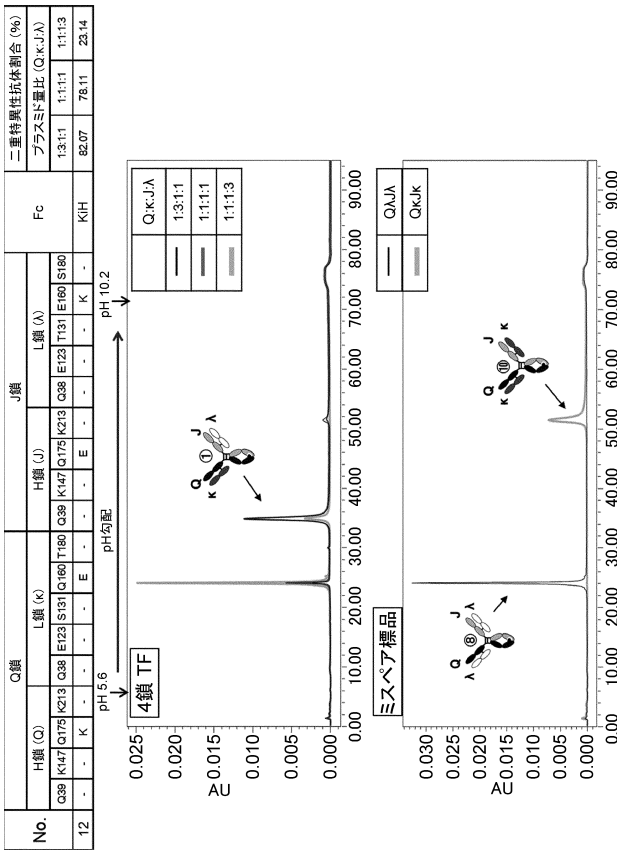 No. Q鎖 J鎖 Fc 二重特異性抗体割合 (%)
H鎖 (Q) L鎖 (κ) H鎖 (J) L鎖 (λ) プラスミド量比 (Q:κ:J:λ)
Q39 K147 Q175 K213 Q38 E123 S131 Q160 T180 Q39 K147 Q175 K213 Q38 E123 T131 E160 S180 1:3:1:1 1:1:1:1 1:1:1:3
12 - - K - - - - E - - - E - - - - K - KiH 82.07 78.11 23.14
pH 5.6 pH勾配 pH 10.2
4鎖 TF
Q:κ:J:λ
1:3:1:1
1:1:1:1
1:1:1:3
Q J
κ ① λ
AU
0.025
0.020
0.015
0.010
0.005
0.000
0.00 10.00 20.00 30.00 40.00 50.00 60.00 70.00 80.00 90.00
ミスペア標品
QλJλ
QκJκ
Q J
λ ⑧ λ
Q J
κ ⑩ κ
AU
0.030
0.025
0.020
0.015
0.010
0.005
0.000
0.00 10.00 20.00 30.00 40.00 50.00 60.00 70.00 80.00 90.00